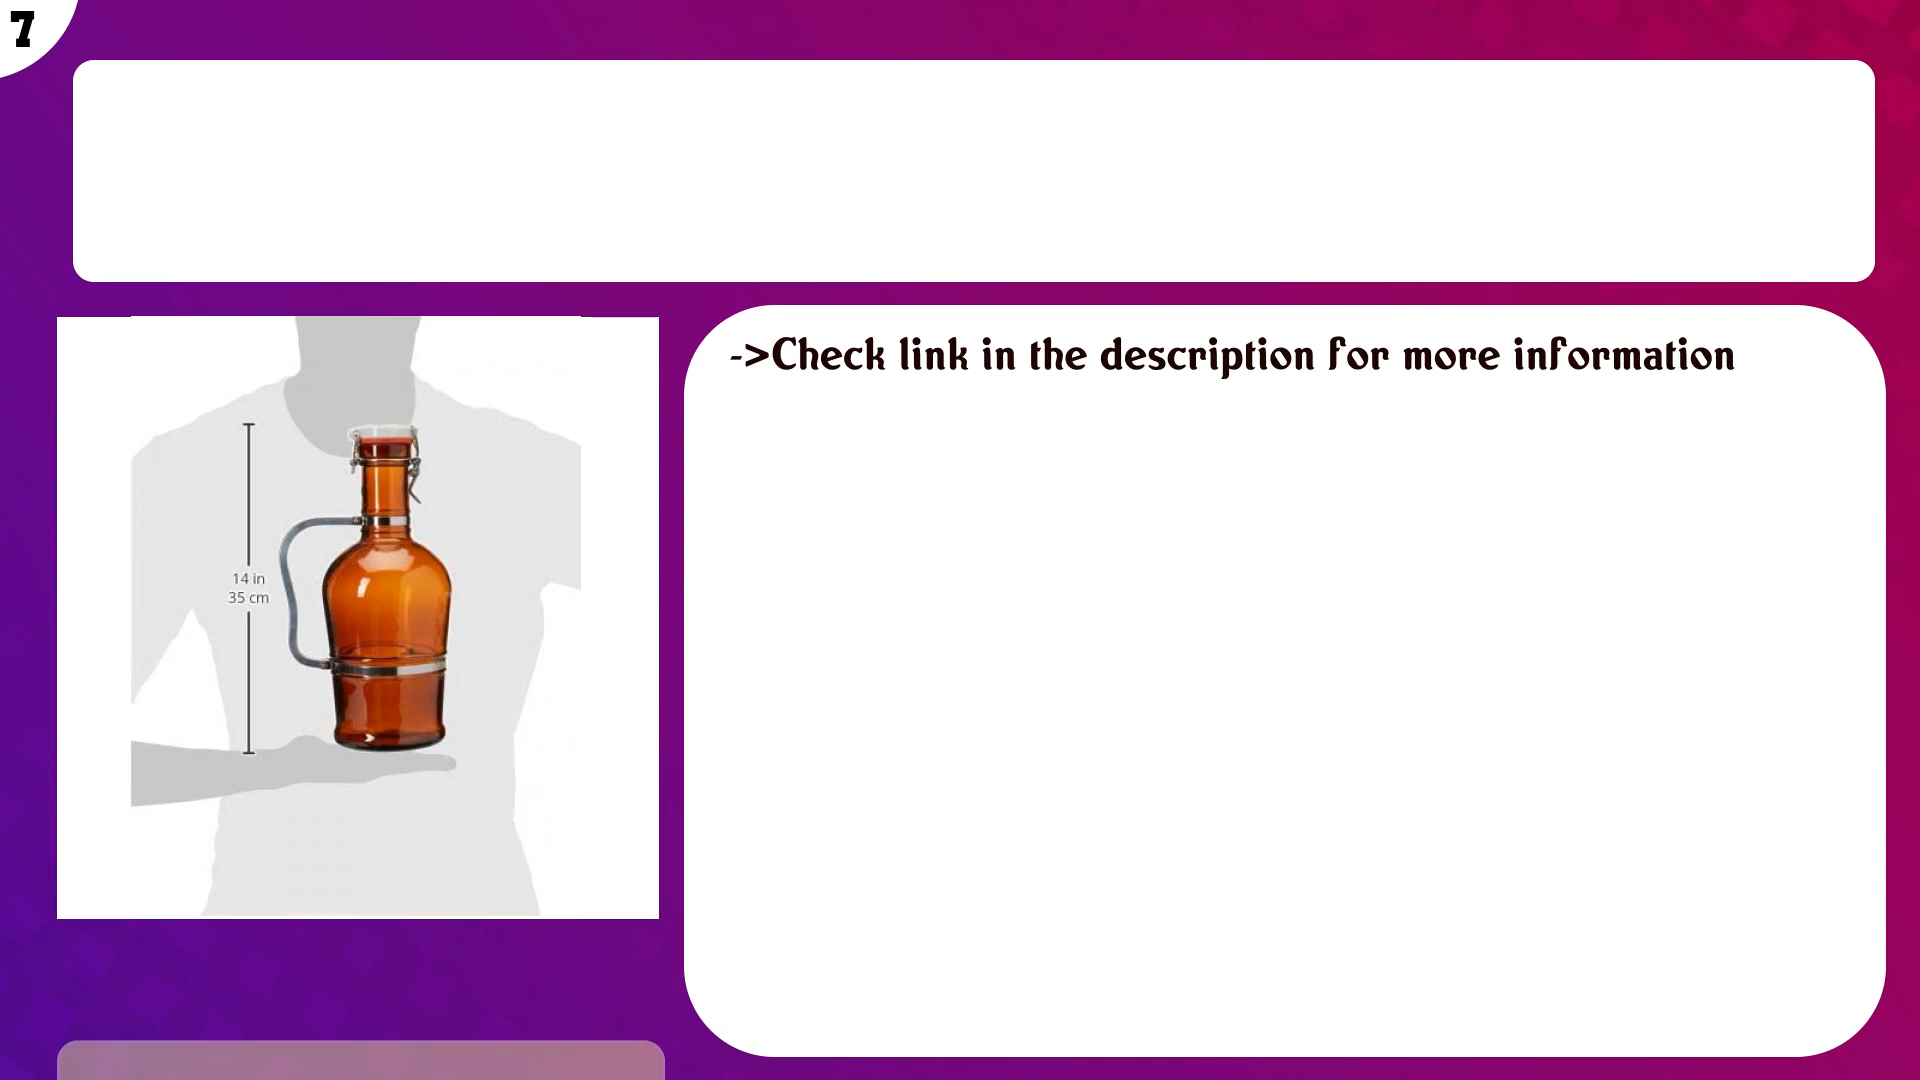 7
->Check link in the description for more information
14 in
35 cm